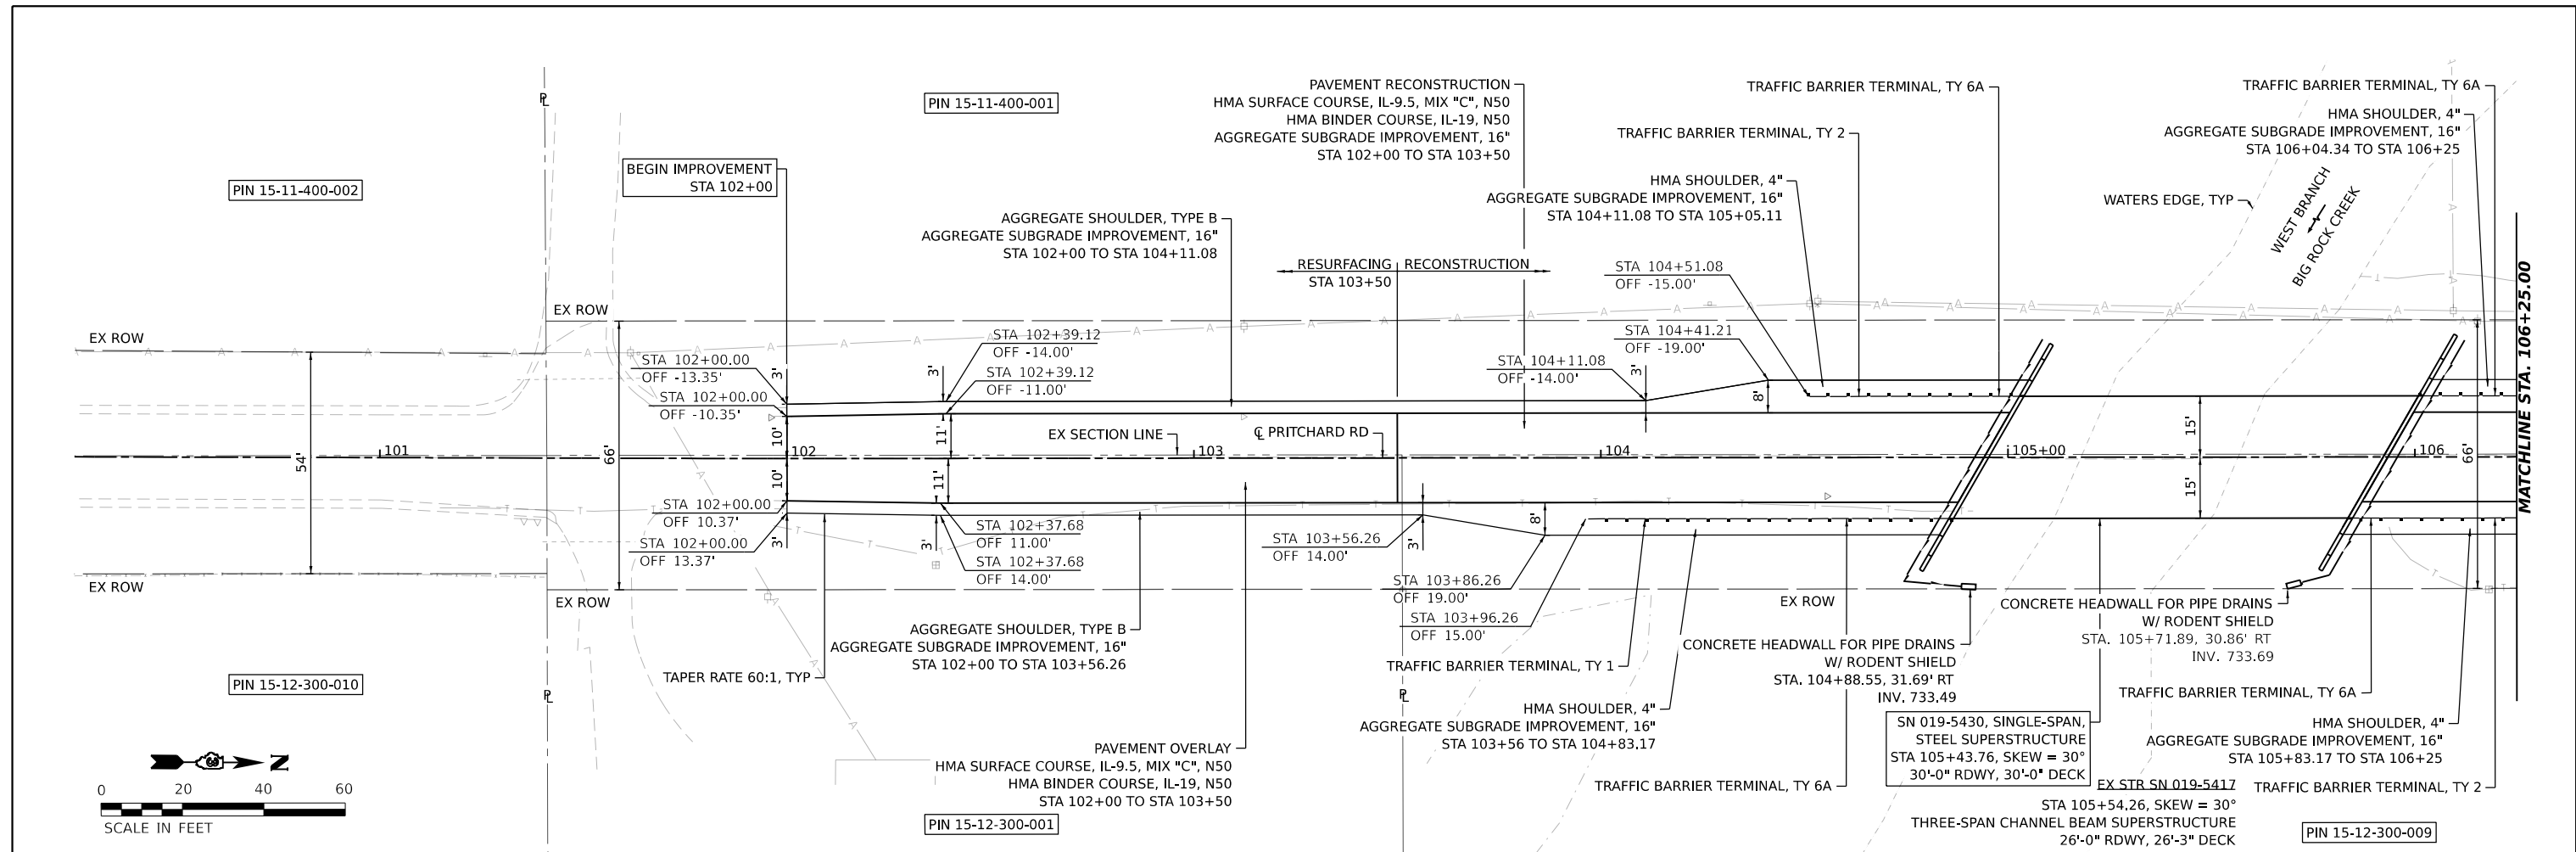 PIN 15-11-400-002
PIN 15-11-400-001
BEGIN IMPROVEMENT
STA 102+00
AGGREGATE SHOULDER, TYPE B
AGGREGATE SUBGRADE IMPROVEMENT, 16"
STA 102+00 TO STA 104+11.08
PAVEMENT RECONSTRUCTION
HMA SURFACE COURSE, IL-9.5, MIX "C", N50
HMA BINDER COURSE, IL-19, N50
AGGREGATE SUBGRADE IMPROVEMENT, 16"
STA 102+00 TO STA 103+50
RESURFACING
RECONSTRUCTION
STA 103+50
TRAFFIC BARRIER TERMINAL, TY 6A
TRAFFIC BARRIER TERMINAL, TY 2
HMA SHOULDER, 4"
AGGREGATE SUBGRADE IMPROVEMENT, 16"
STA 104+11.08 TO STA 105+05.11
TRAFFIC BARRIER TERMINAL, TY 6A
HMA SHOULDER, 4"
AGGREGATE SUBGRADE IMPROVEMENT, 16"
STA 106+04.34 TO STA 106+25
WATERS EDGE, TYP
WEST BRANCH
BIG ROCK CREEK
MATCHLINE STA. 106+25.00
EX ROW
EX ROW
STA 102+00.00
OFF -13.35'
STA 102+00.00
OFF -10.35'
3'
3'
STA 102+39.12
OFF -14.00'
STA 102+39.12
OFF -11.00'
STA 104+11.08
OFF -14.00'
3'
STA 104+51.08
OFF -15.00'
STA 104+41.21
OFF -19.00'
8'
54'
66'
101
10'
10'
102
11'
11'
EX SECTION LINE
103
℄ PRITCHARD RD
104
105+00
15'
15'
106
66'
STA 102+00.00
OFF 10.37'
STA 102+00.00
OFF 13.37'
3'
3'
STA 102+37.68
OFF 11.00'
STA 102+37.68
OFF 14.00'
STA 103+56.26
OFF 14.00'
3'
8'
STA 103+86.26
OFF 19.00'
STA 103+96.26
OFF 15.00'
EX ROW
EX ROW
EX ROW
PIN 15-12-300-010
TAPER RATE 60:1, TYP
AGGREGATE SHOULDER, TYPE B
AGGREGATE SUBGRADE IMPROVEMENT, 16"
STA 102+00 TO STA 103+56.26
PAVEMENT OVERLAY
HMA SURFACE COURSE, IL-9.5, MIX "C", N50
HMA BINDER COURSE, IL-19, N50
STA 102+00 TO STA 103+50
PIN 15-12-300-001
TRAFFIC BARRIER TERMINAL, TY 1
HMA SHOULDER, 4"
AGGREGATE SUBGRADE IMPROVEMENT, 16"
STA 103+56 TO STA 104+83.17
TRAFFIC BARRIER TERMINAL, TY 6A
CONCRETE HEADWALL FOR PIPE DRAINS
W/ RODENT SHIELD
STA. 104+88.55, 31.69' RT
INV. 733.49
SN 019-5430, SINGLE-SPAN,
STEEL SUPERSTRUCTURE
STA 105+43.76, SKEW = 30°
30'-0" RDWY, 30'-0" DECK
EX STR SN 019-5417
STA 105+54.26, SKEW = 30°
THREE-SPAN CHANNEL BEAM SUPERSTRUCTURE
26'-0" RDWY, 26'-3" DECK
CONCRETE HEADWALL FOR PIPE DRAINS
W/ RODENT SHIELD
STA. 105+71.89, 30.86' RT
INV. 733.69
TRAFFIC BARRIER TERMINAL, TY 6A
HMA SHOULDER, 4"
AGGREGATE SUBGRADE IMPROVEMENT, 16"
STA 105+83.17 TO STA 106+25
TRAFFIC BARRIER TERMINAL, TY 2
PIN 15-12-300-009
N
0 20 40 60
SCALE IN FEET